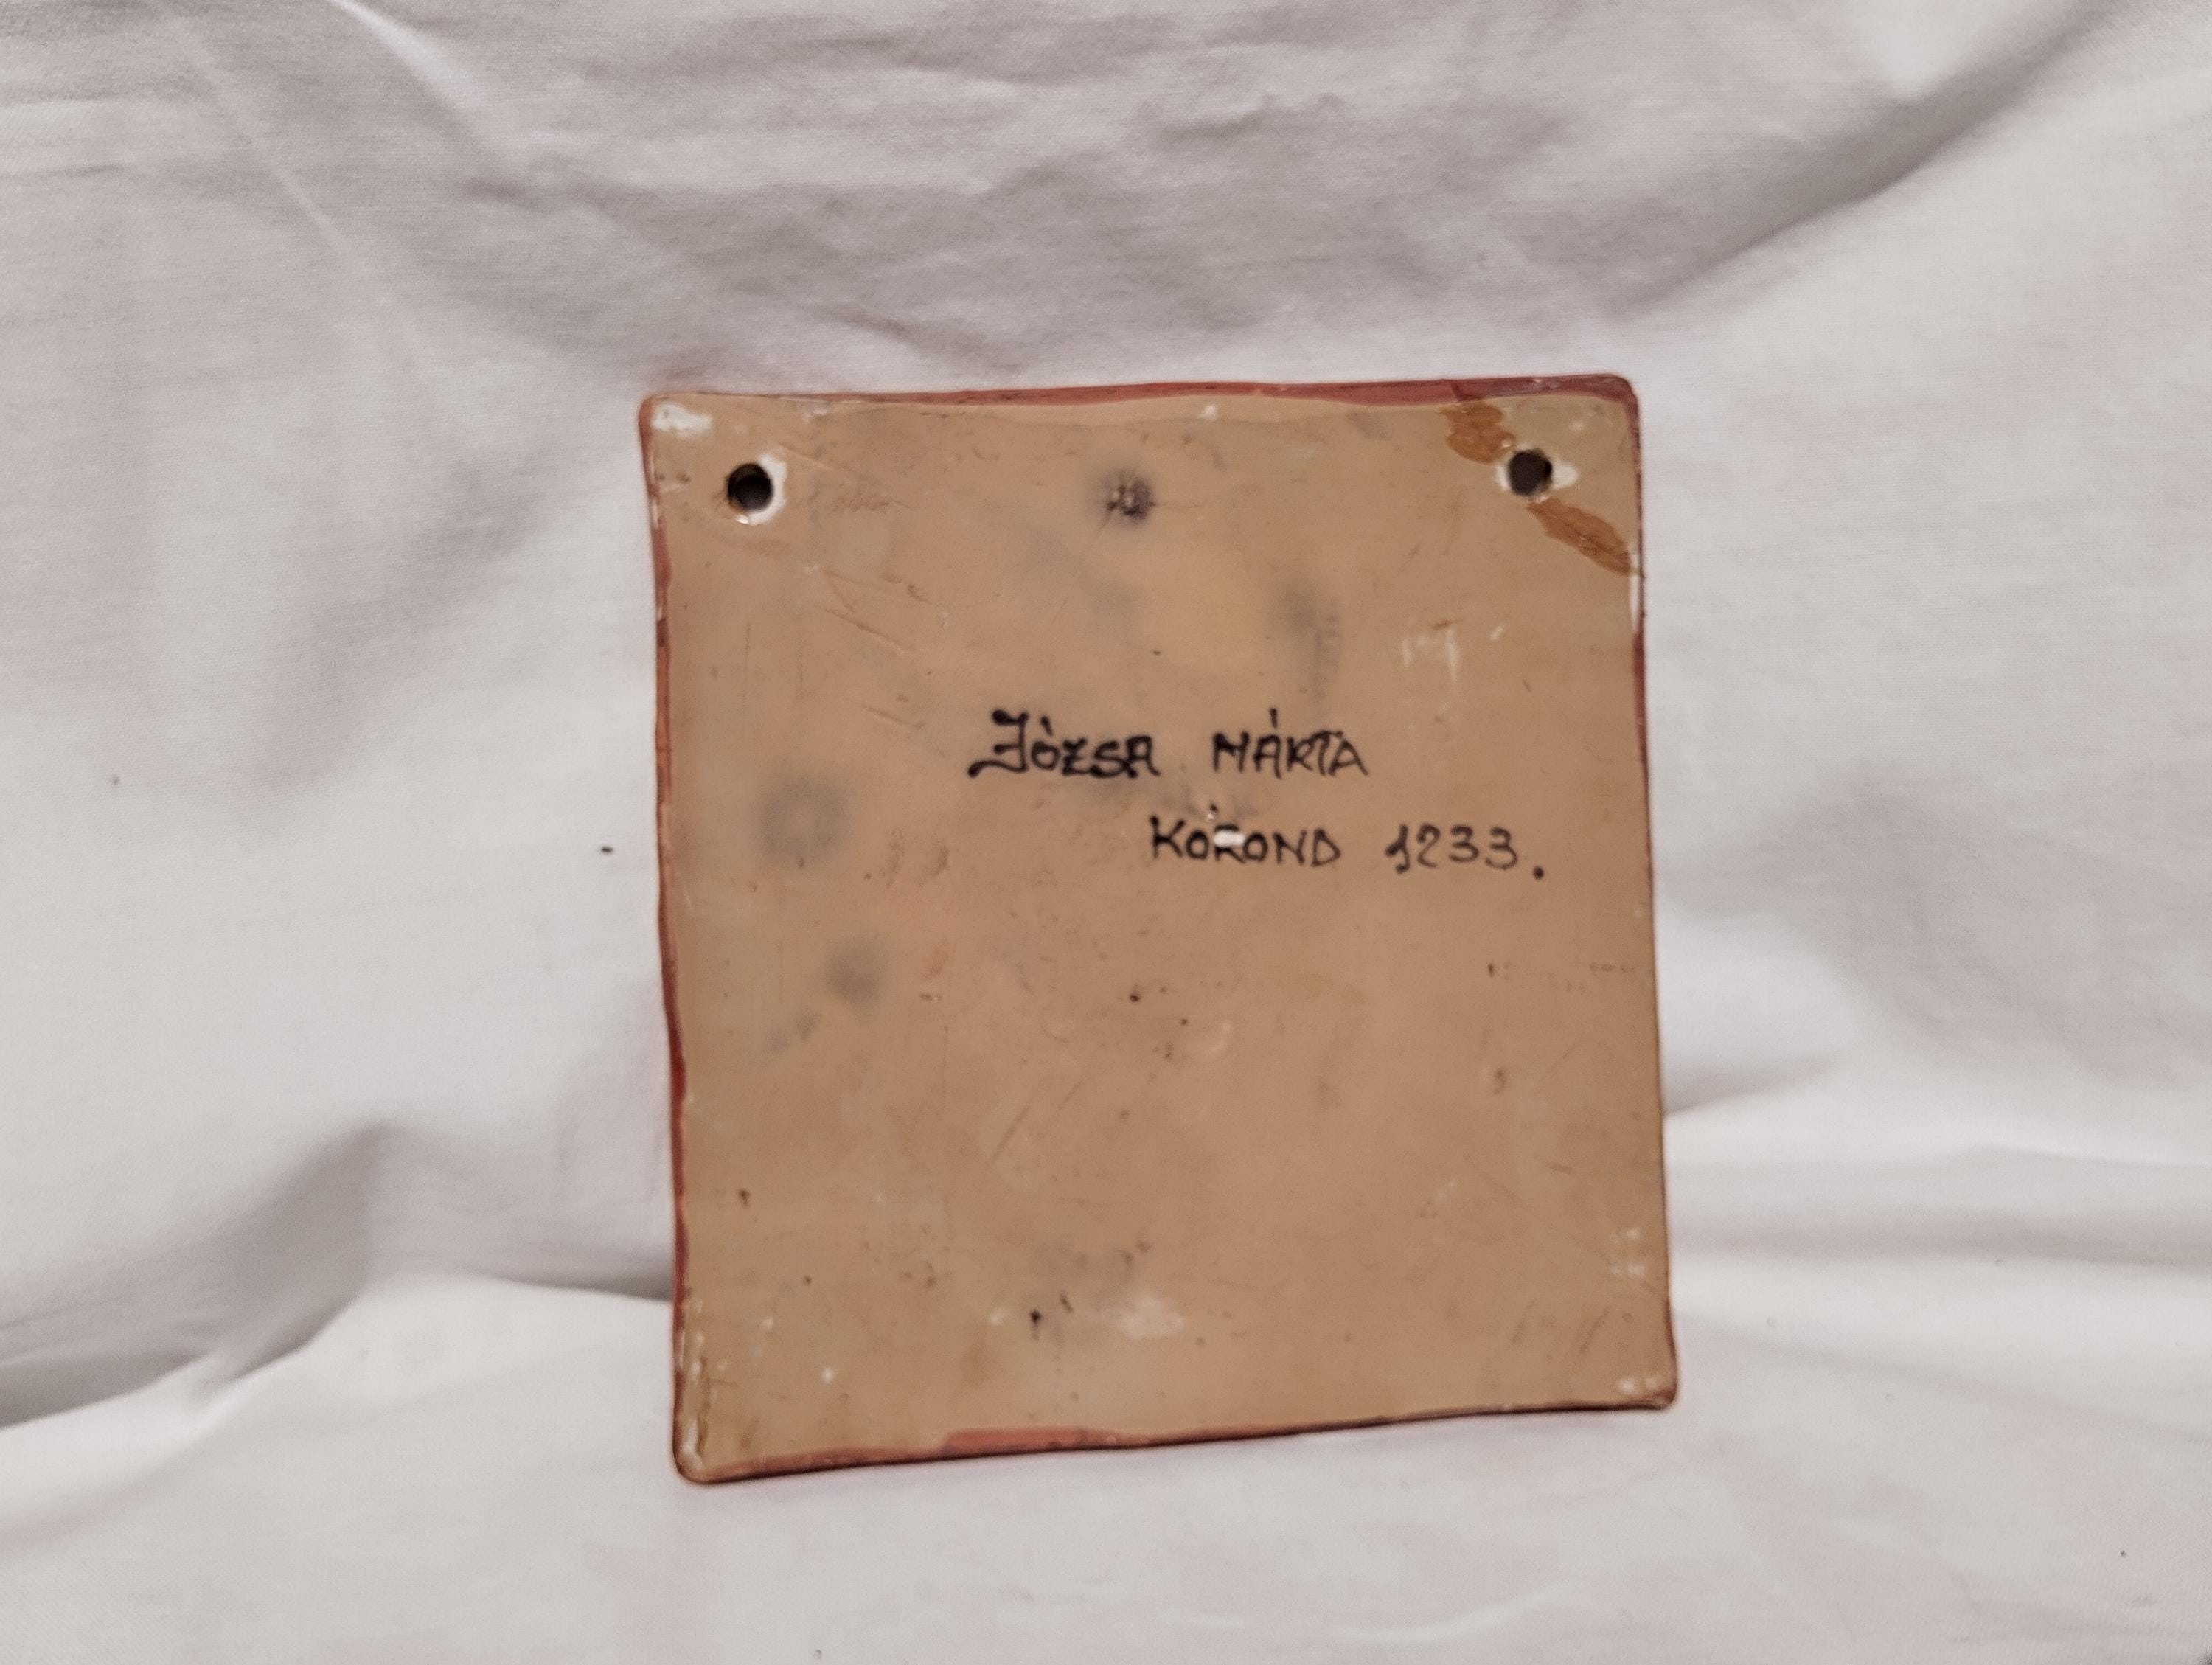 Józsa MÁRTA
KOROND 1233.